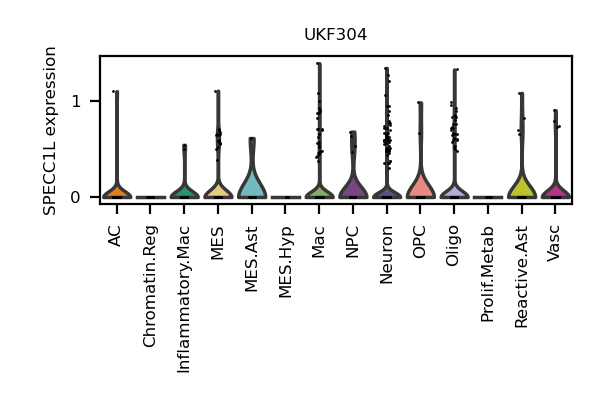 UKF304
SPECC1L expression
1
0
AC
Chromatin.Reg
Inflammatory.Mac
MES
MES.Ast
MES.Hyp
Mac
NPC
Neuron
OPC
Oligo
Prolif.Metab
Reactive.Ast
Vasc